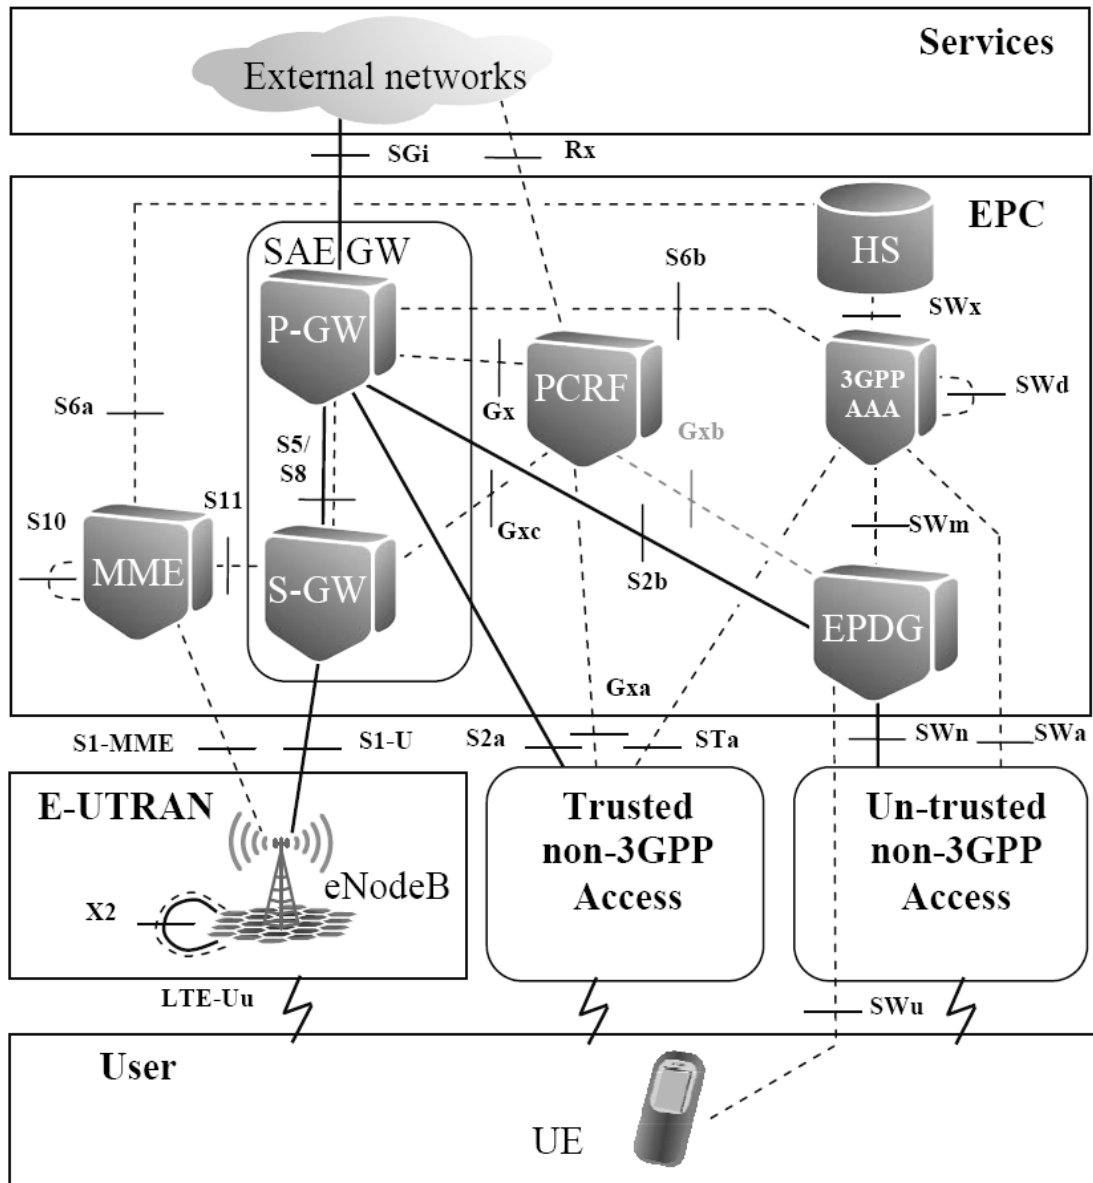 Services
External networks
SGi
Rx
EPC
HS
SAE GW
S6b
SWx
P-GW
PCRF
3GPP
AAA
SWd
S6a
Gx
Gxb
S5/
S8
S11
S10
Gxc
SWm
MME
S-GW
S2b
EPDG
Gxa
S1-MME
S1-U
S2a
STa
SWn
SWa
E-UTRAN
Trusted
non-3GPP
Access
Un-trusted
non-3GPP
Access
eNodeB
X2
LTE-Uu
SWu
User
UE